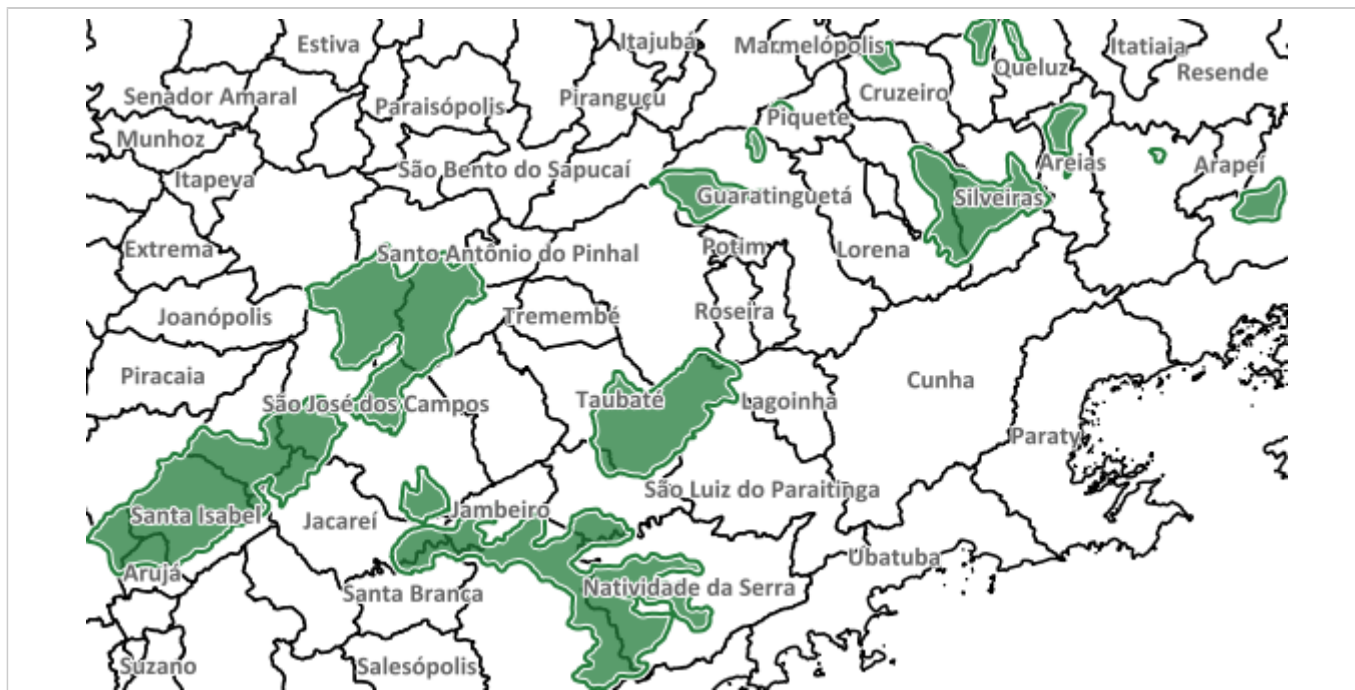 Estiva
Itajubá
Marmelópolis
Itatiaia
Queluz
Resende
Senador Amaral
Paraisópolis
Piranguçu
Cruzeiro
Piquete
Munhoz
São Bento do Sapucaí
Itapeva
Areias
Arapeí
Guaratinguetá
Silveiras
Extrema
Santo Antônio do Pinhal
Potim
Lorena
Joanópolis
Tremembé
Roseira
Piracaia
Cunha
São José dos Campos
Taubaté
Lagoinha
Paraty
São Luiz do Paraitinga
Santa Isabel
Jacareí
Jambeiro
Ubatuba
Arujá
Santa Branca
Natividade da Serra
Suzano
Salesópolis